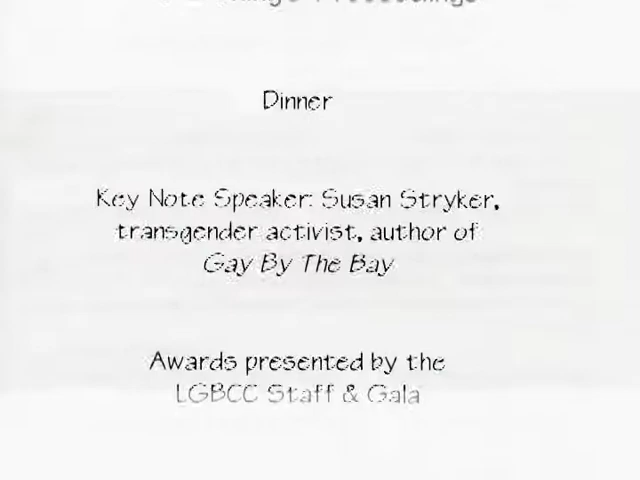 Dinner
Key Note Speaker: Susan Stryker,
transgender activist, author of
Gay By The Bay
Awards presented by the
LGBCC Staff & Gala